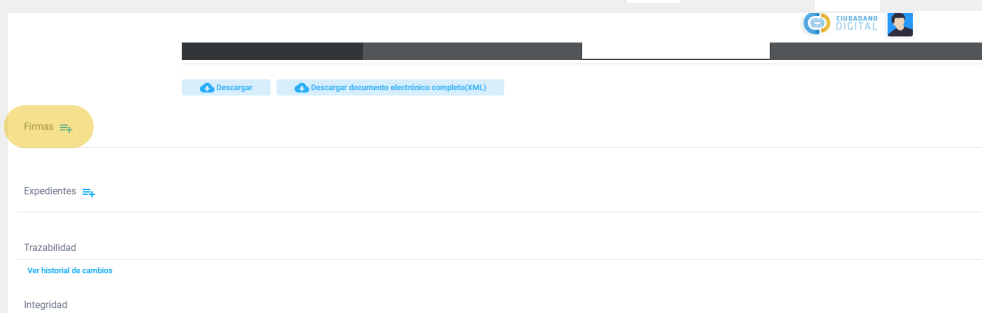 CIUDADANO
DIGITAL
Descargar
Descargar documento electrónico completo(XML)
Firmas
Expedientes
Trazabilidad
Ver historial de cambios
Integridad